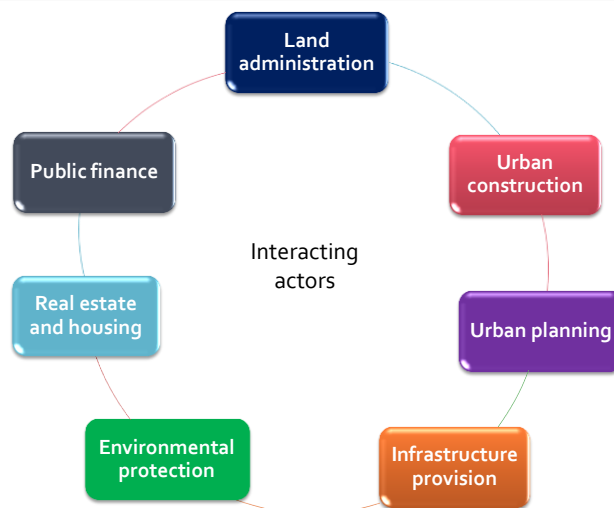 Land
administration
Urban
construction
Public finance
Interacting
actors
Real estate
and housing
Urban planning
Environmental
protection
Infrastructure
provision